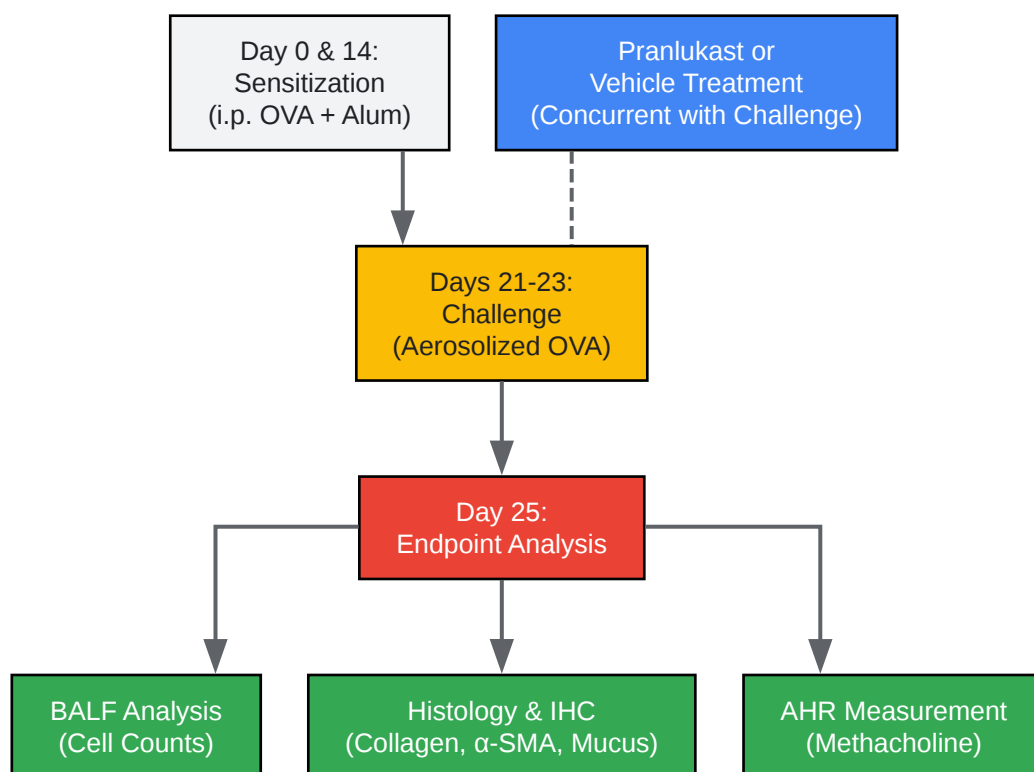 Day 0 & 14:
Sensitization
(i.p. OVA + Alum)
Pranlukast or
Vehicle Treatment
(Concurrent with Challenge)
Days 21-23:
Challenge
(Aerosolized OVA)
Day 25:
Endpoint Analysis
BALF Analysis
(Cell Counts)
Histology & IHC
(Collagen, α-SMA, Mucus)
AHR Measurement
(Methacholine)